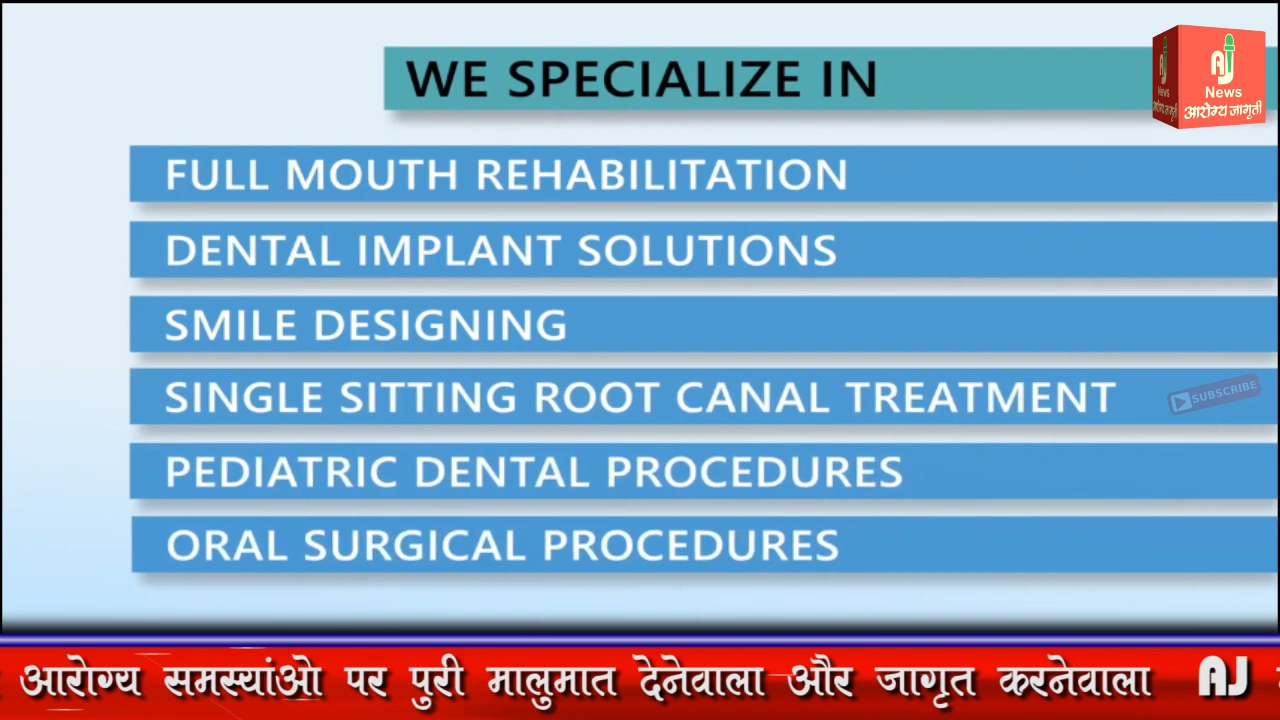 WE SPECIALIZE IN
AJ
News
आरोग्य जागृती
FULL MOUTH REHABILITATION
DENTAL IMPLANT SOLUTIONS
SMILE DESIGNING
SINGLE SITTING ROOT CANAL TREATMENT
SUBSCRIBE
PEDIATRIC DENTAL PROCEDURES
ORAL SURGICAL PROCEDURES
आरोग्य समस्यांओ पर पुरी मालुमात देनेवाला और जागृत करनेवाला AJ